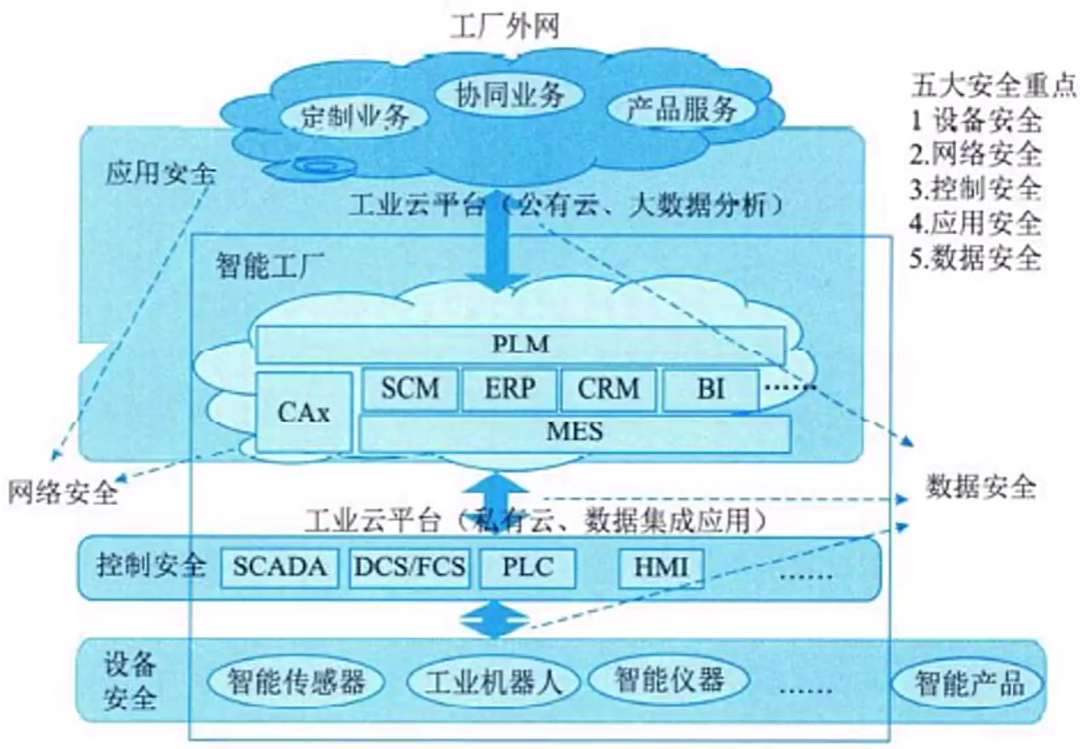 工厂外网
定制业务
协同业务
产品服务
五大安全重点
1 设备安全
2.网络安全
3.控制安全
4.应用安全
5.数据安全
应用安全
工业云平台（公有云、大数据分析）
智能工厂
PLM
CAx
SCM
ERP
CRM
BI
......
MES
网络安全
数据安全
工业云平台（私有云、数据集成应用）
控制安全
SCADA
DCS/FCS
PLC
HMI
......
设备
安全
智能传感器
工业机器人
智能仪器
......
智能产品